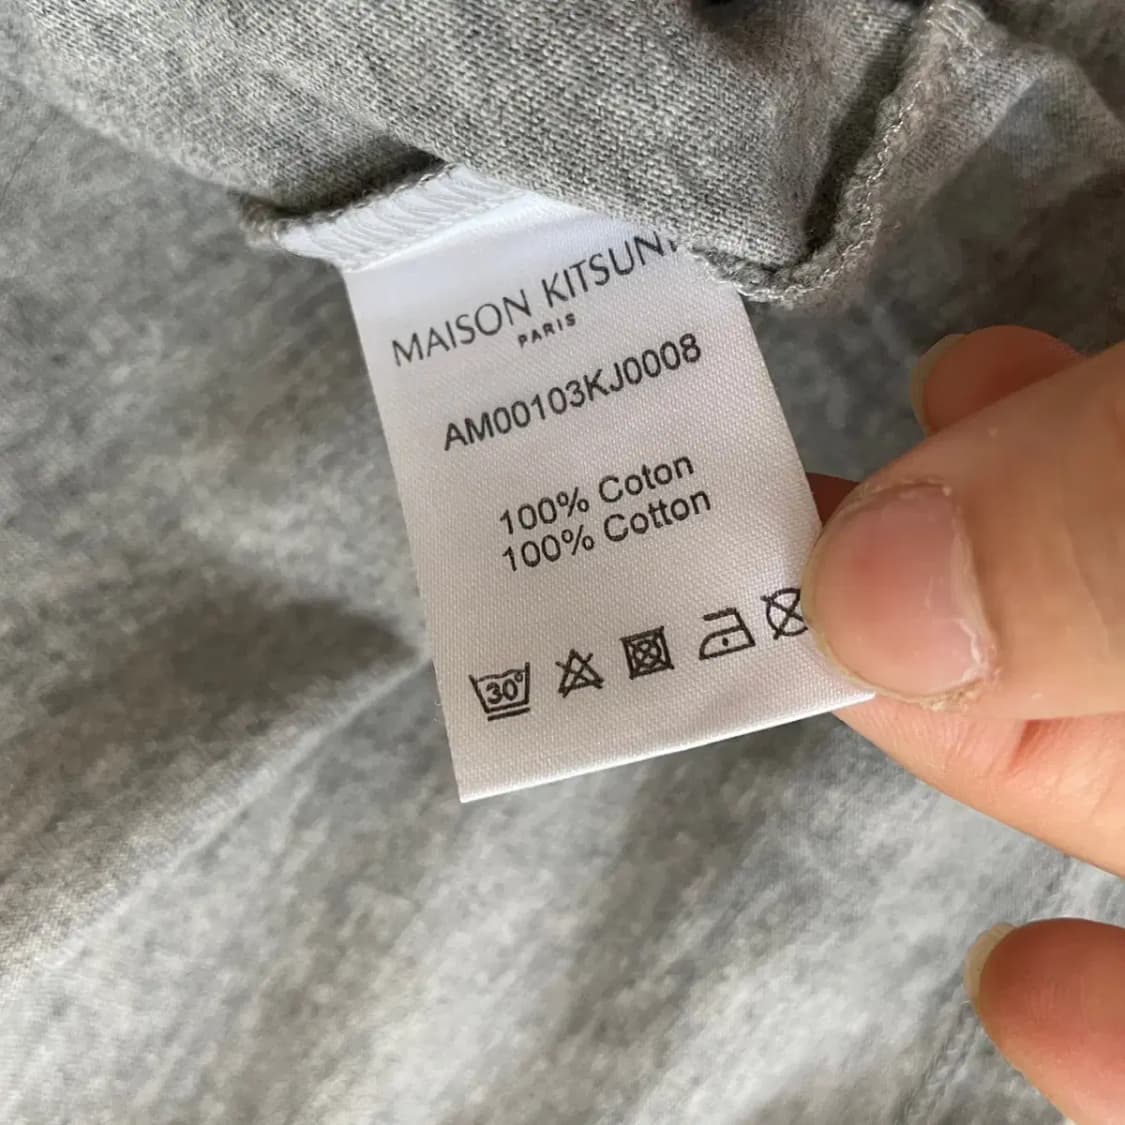 MAISON KITSUN
PARIS
AM00103KJ0008
100% Coton
100% Cotton
30°